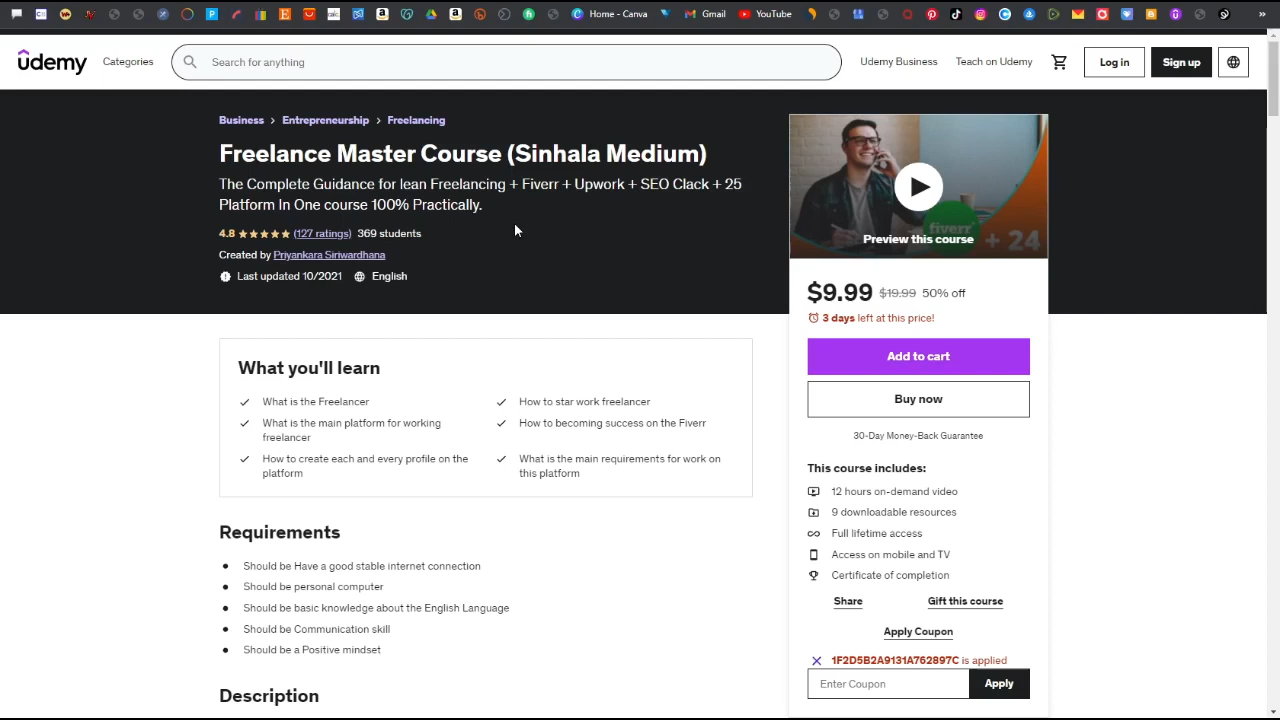 Home - Canva
Gmail
YouTube
»
udemy
Categories
Search for anything
Udemy Business
Teach on Udemy
Log in
Sign up
Business > Entrepreneurship > Freelancing
Freelance Master Course (Sinhala Medium)
The Complete Guidance for lean Freelancing + Fiverr + Upwork + SEO Clack + 25
Platform In One course 100% Practically.
4.8 (127 ratings) 369 students
Created by Priyankara Siriwardhana
Last updated 10/2021 English
fiverr
+ 24
Preview this course
$9.99 $19.99 50% off
3 days left at this price!
Add to cart
Buy now
30-Day Money-Back Guarantee
This course includes:
12 hours on-demand video
9 downloadable resources
Full lifetime access
Access on mobile and TV
Certificate of completion
Share
Gift this course
Apply Coupon
1F2D5B2A9131A762897C is applied
Enter Coupon
Apply
What you'll learn
What is the Freelancer
How to star work freelancer
What is the main platform for working
freelancer
How to becoming success on the Fiverr
How to create each and every profile on the
platform
What is the main requirements for work on
this platform
Requirements
Should be Have a good stable internet connection
Should be personal computer
Should be basic knowledge about the English Language
Should be Communication skill
Should be a Positive mindset
Description